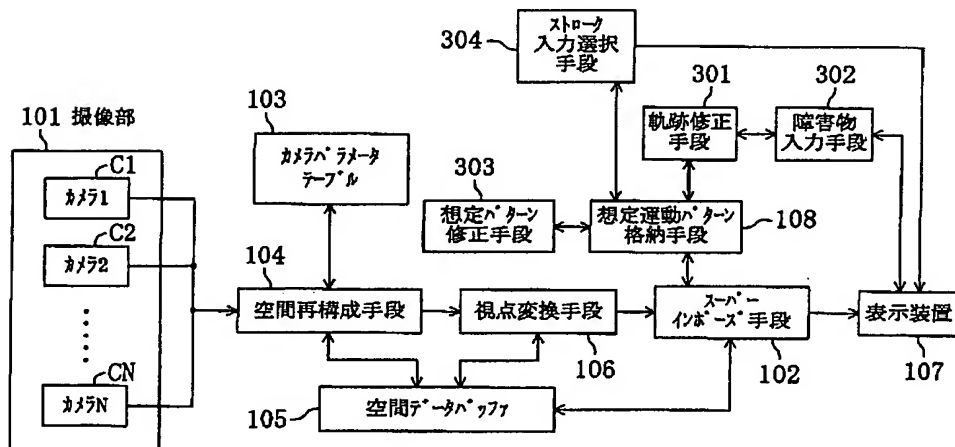 304
ストローク
入力選択
手段
301
302
軌跡修正
手段
障害物
入力手段
101 撮像部
103
カメラパラメータ
テーブル
C1
カメラ1
C2
カメラ2
CN
カメラN
303
想定パターン
修正手段
想定運動パターン
格納手段
108
104
空間再構成手段
視点変換手段
106
スーパー
インポーズ手段
102
表示装置
107
105
空間データバッファ